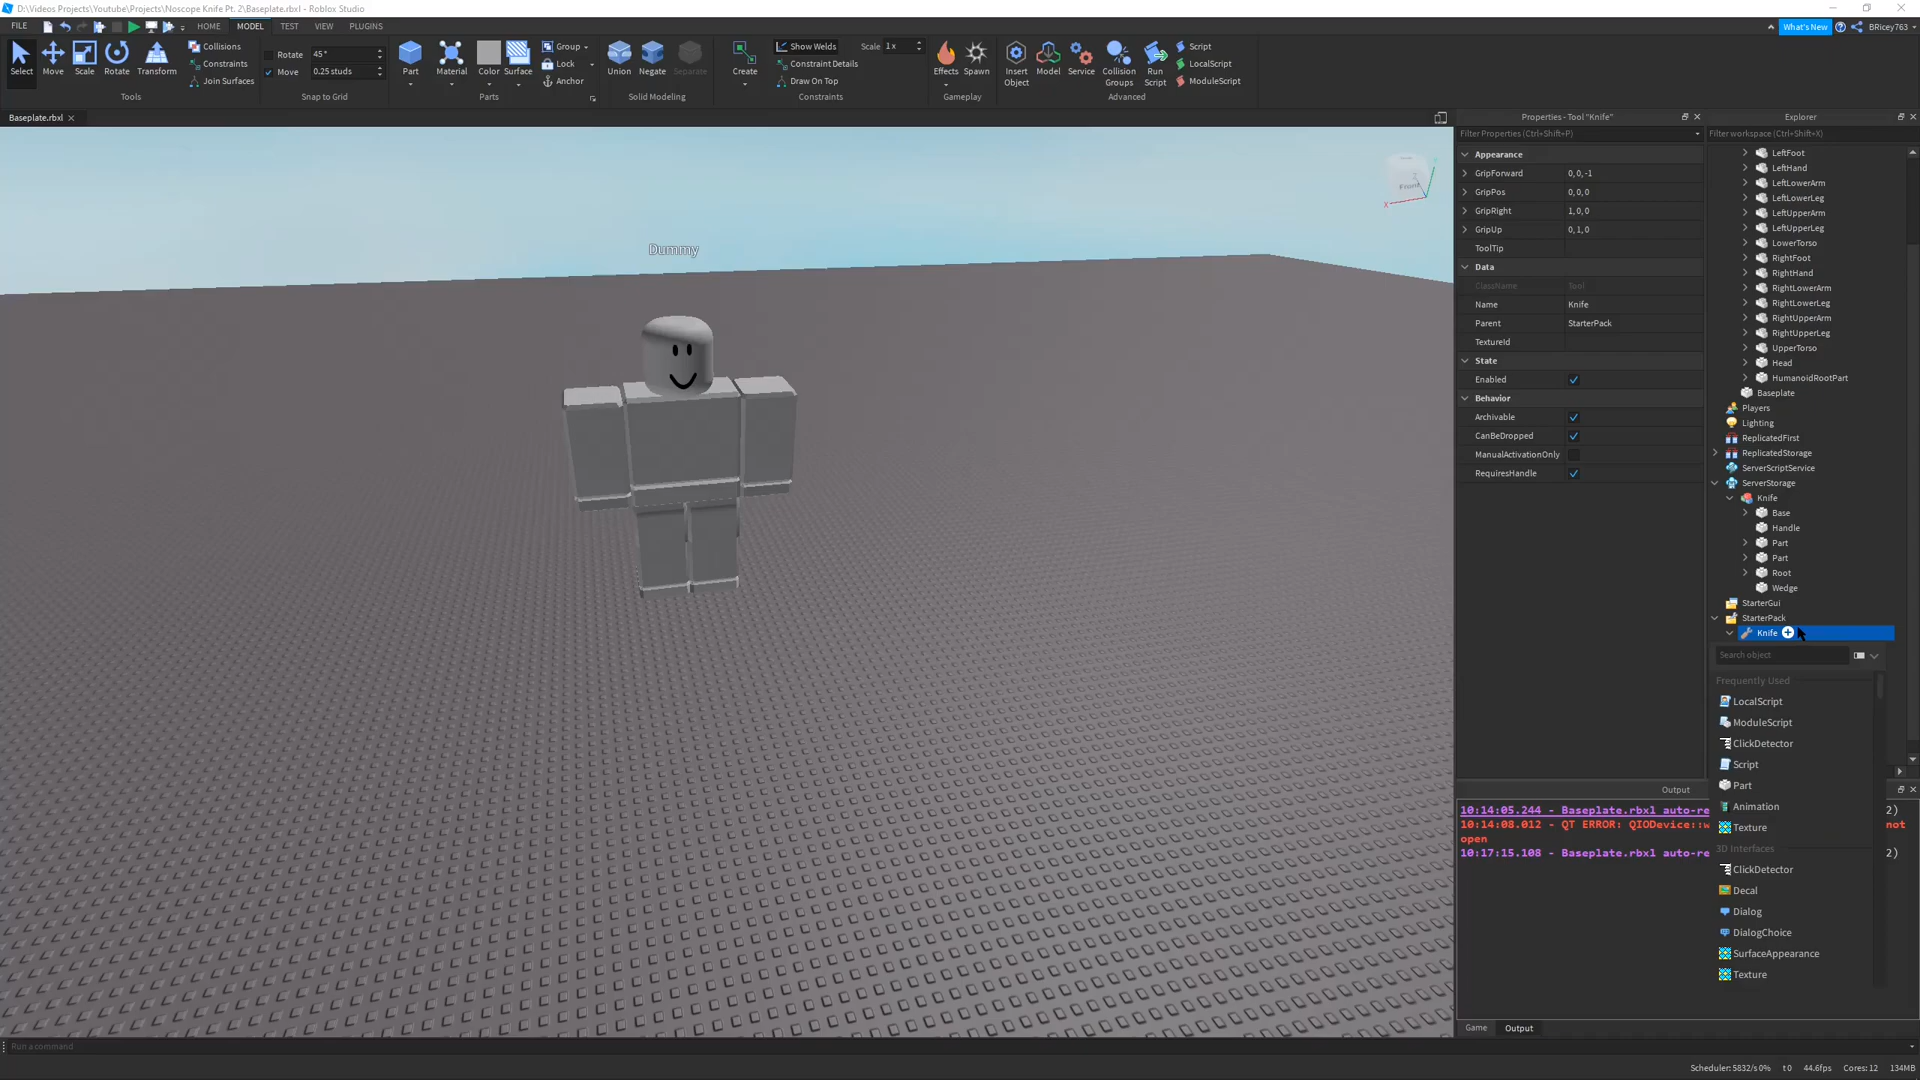 D:\Videos Projects\Youtube\Projects\Noscope Knife Pt. 2\Baseplate.rbxl - Roblox Studio
FILE HOME MODEL TEST VIEW PLUGINS What's New BRicey763
Select Move Scale Rotate Transform
Collisions
Constraints
Join Surfaces
Tools
Rotate 45°
Move 0.25 studs
Snap to Grid
Part Material Color Surface
Group
Lock
Anchor
Parts
Union Negate Separate
Solid Modeling
Create
Show Welds
Constraint Details
Draw On Top
Scale 1 x
Constraints
Effects Spawn
Gameplay
Insert Object
Model
Service
Collision Groups
Run Script
Script
LocalScript
ModuleScript
Advanced
Baseplate.rbxl
Dummy
Front
X
Properties - Tool "Knife"
Filter Properties (Ctrl+Shift+P)
Appearance
GripForward 0, 0, -1
GripPos 0, 0, 0
GripRight 1, 0, 0
GripUp 0, 1, 0
ToolTip
Data
ClassName Tool
Name Knife
Parent StarterPack
TextureId
State
Enabled
Behavior
Archivable
CanBeDropped
ManualActivationOnly
RequiresHandle
Explorer
Filter workspace (Ctrl+Shift+X)
LeftFoot
LeftHand
LeftLowerArm
LeftLowerLeg
LeftUpperArm
LeftUpperLeg
LowerTorso
RightFoot
RightHand
RightLowerArm
RightLowerLeg
RightUpperArm
RightUpperLeg
UpperTorso
Head
HumanoidRootPart
Baseplate
Players
Lighting
ReplicatedFirst
ReplicatedStorage
ServerScriptService
ServerStorage
Knife
Base
Handle
Part
Part
Root
Wedge
StarterGui
StarterPack
Knife
Search object
Frequently Used
LocalScript
ModuleScript
ClickDetector
Script
Part
Animation
Texture
3D Interfaces
ClickDetector
Decal
Dialog
DialogChoice
SurfaceAppearance
Texture
Output
10:14:05.244 - Baseplate.rbxl auto-re 2)
10:14:08.012 - QT ERROR: QIODevice::w not
open
10:17:15.108 - Baseplate.rbxl auto-re 2)
Game Output
Run a command
Scheduler: 5832/s 0% t 0 44.6fps Cores: 12 134MB